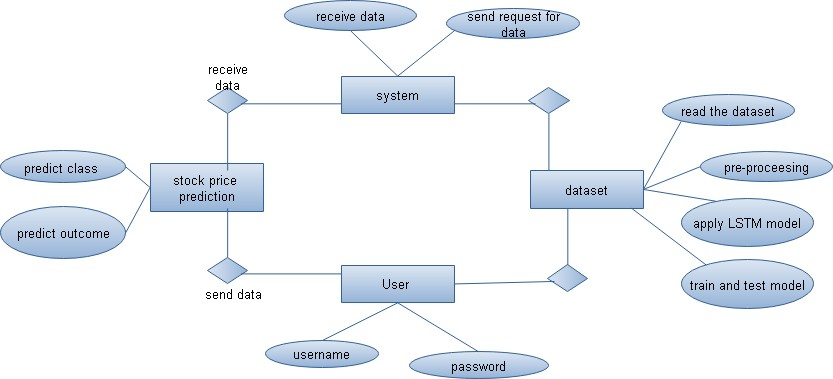 receive data
send request for
data
receive
data
system
read the dataset
predict class
stock price
prediction
dataset
pre-proceesing
predict outcome
apply LSTM model
send data
User
train and test model
username
password